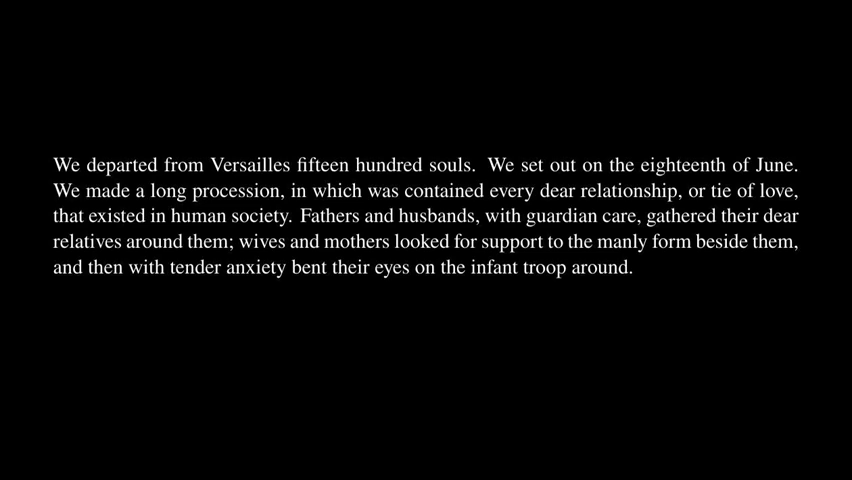 We departed from Versailles fifteen hundred souls. We set out on the eighteenth of June.
We made a long procession, in which was contained every dear relationship, or tie of love,
that existed in human society. Fathers and husbands, with guardian care, gathered their dear
relatives around them; wives and mothers looked for support to the manly form beside them,
and then with tender anxiety bent their eyes on the infant troop around.